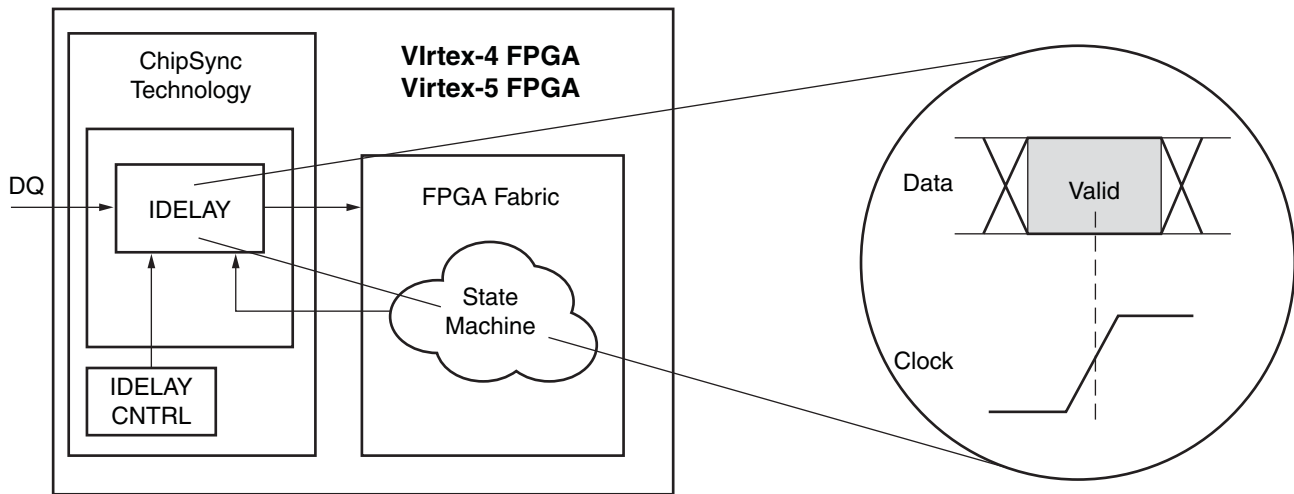 ChipSync
Technology
VIrtex-4 FPGA
Virtex-5 FPGA
DQ
IDELAY
FPGA Fabric
State
Machine
IDELAY
CNTRL
Data
Valid
Clock